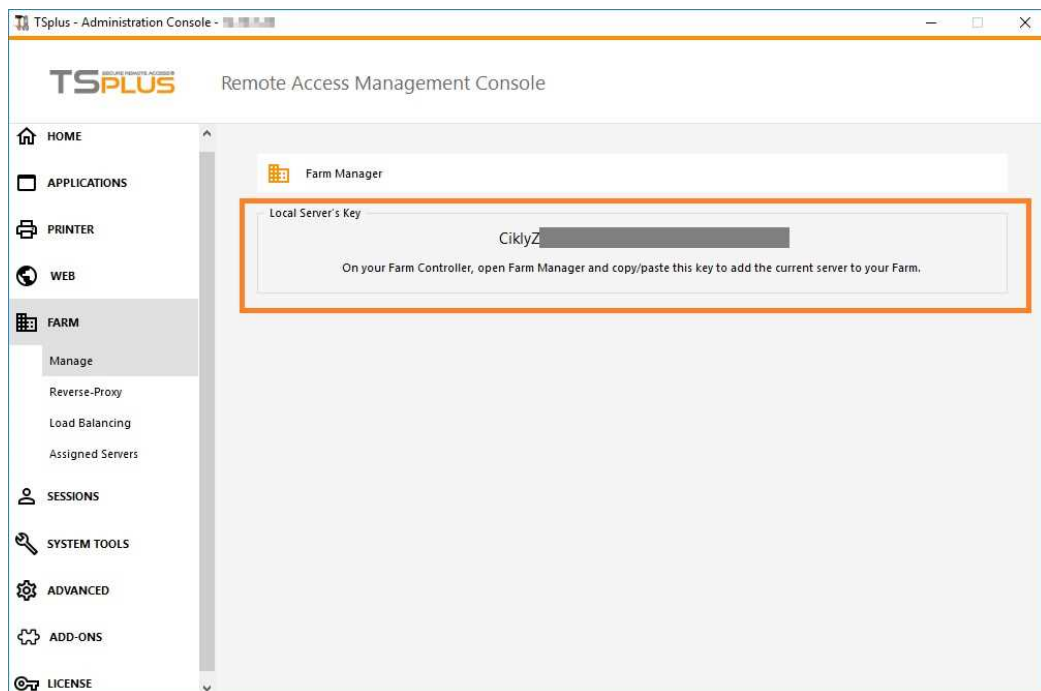 TSplus - Administration Console -
TSPLUS
SECURE REMOTE ACCESS
Remote Access Management Console
HOME
APPLICATIONS
PRINTER
WEB
FARM
Manage
Reverse-Proxy
Load Balancing
Assigned Servers
SESSIONS
SYSTEM TOOLS
ADVANCED
ADD-ONS
LICENSE
Farm Manager
Local Server's Key
CiklyZ
On your Farm Controller, open Farm Manager and copy/paste this key to add the current server to your Farm.